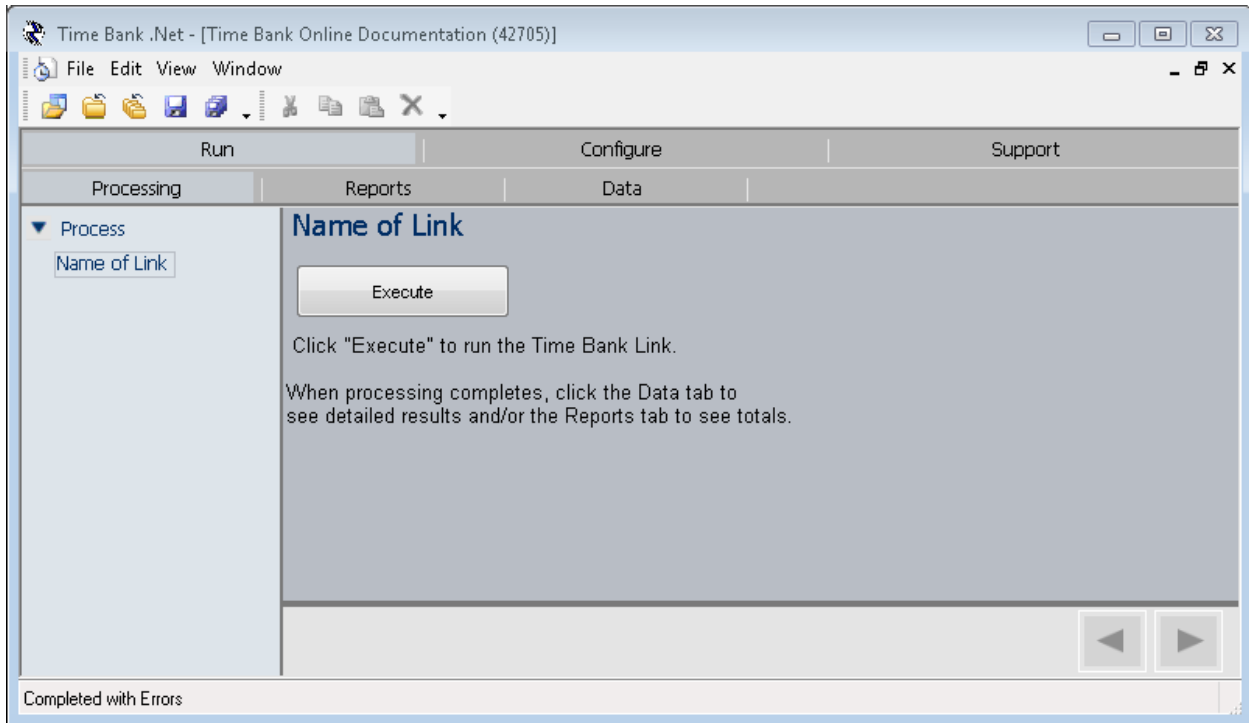 Time Bank .Net - [Time Bank Online Documentation (42705)]
File Edit View Window
Run Configure Support
Processing Reports Data
Process
Name of Link
Name of Link
Execute
Click "Execute" to run the Time Bank Link.
When processing completes, click the Data tab to
see detailed results and/or the Reports tab to see totals.
Completed with Errors